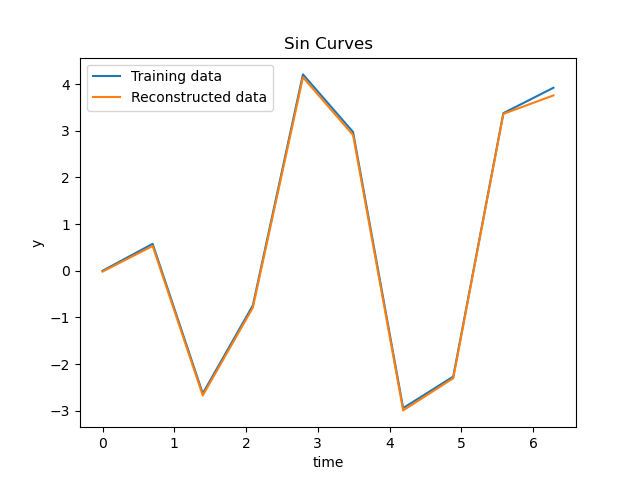 Sin Curves
Training data
Reconstructed data
y
4
3
2
1
0
−1
−2
−3
0 1 2 3 4 5 6
time